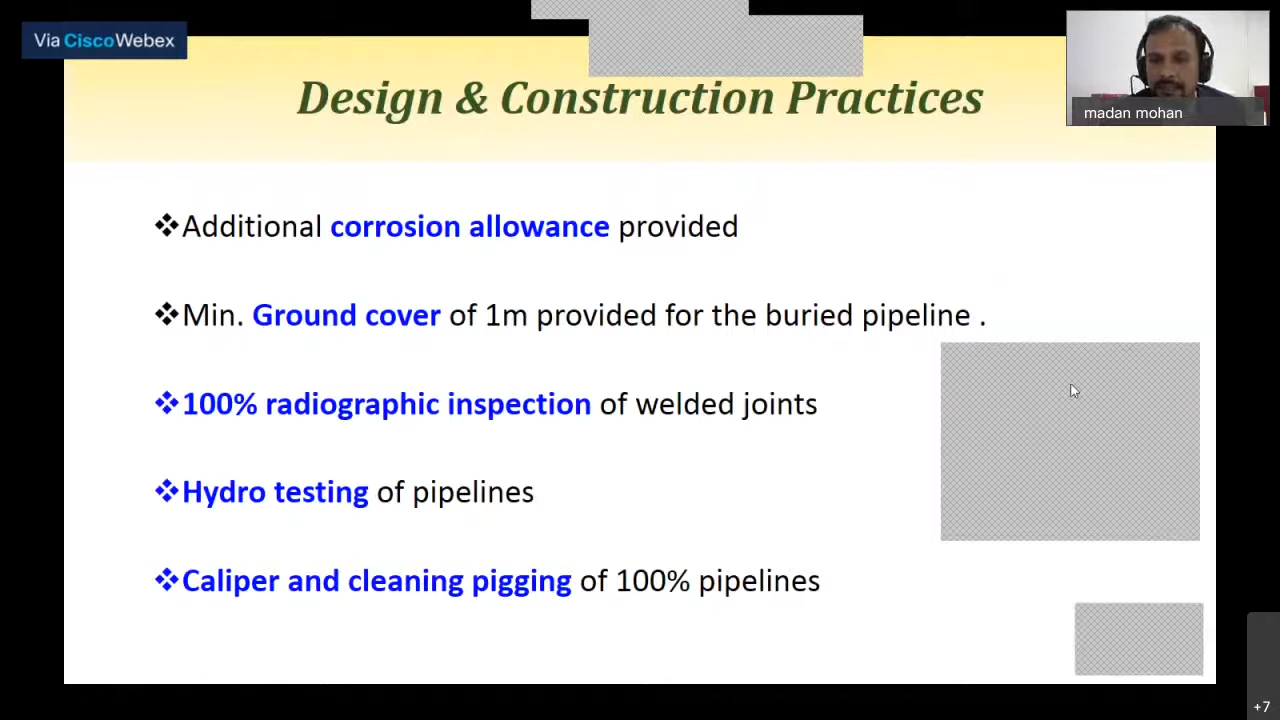 Via CiscoWebex
Design & Construction Practices
madan mohan
❖Additional corrosion allowance provided
❖Min. Ground cover of 1m provided for the buried pipeline .
❖100% radiographic inspection of welded joints
❖Hydro testing of pipelines
❖Caliper and cleaning pigging of 100% pipelines
+7